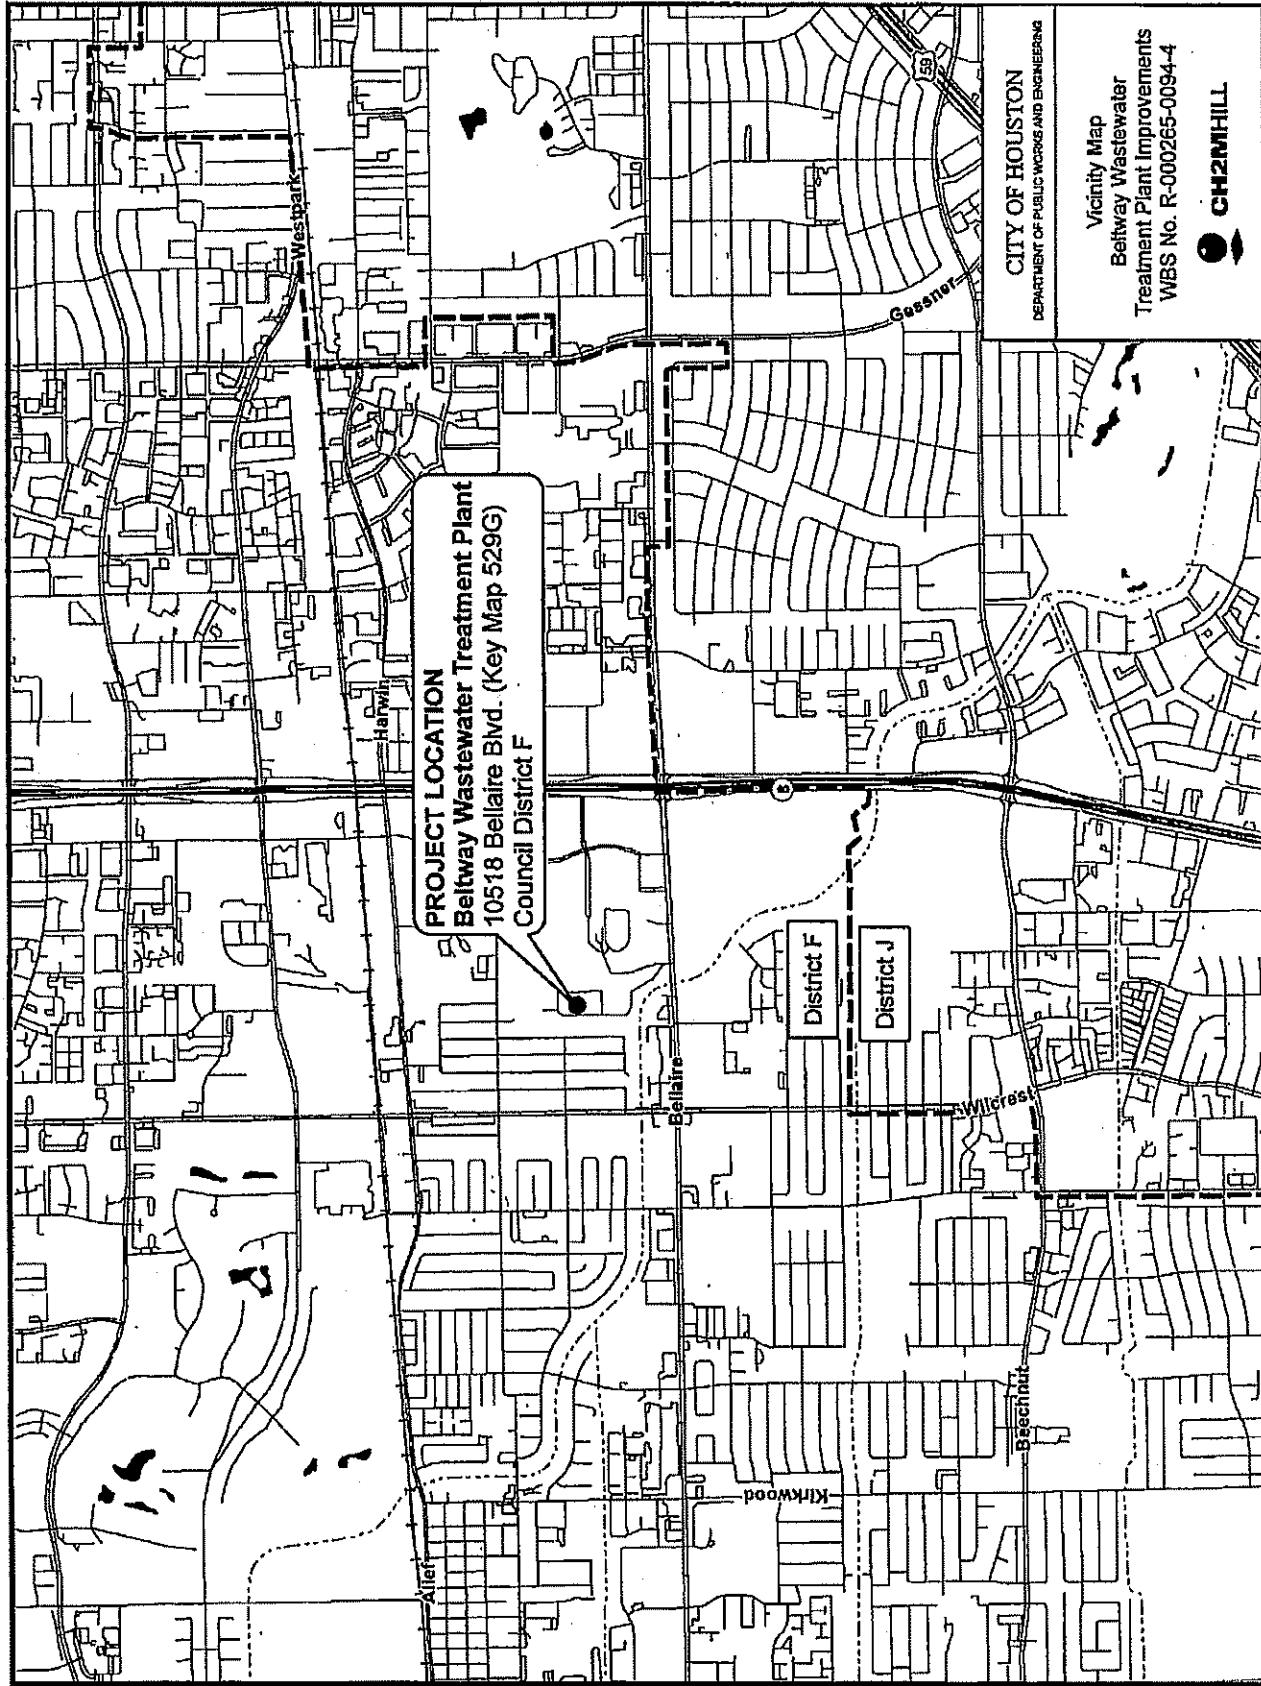 Westpark
Harwin
PROJECT LOCATION
Beltway Wastewater Treatment Plant
10518 Bellaire Blvd. (Key Map 529G)
Council District F
Alief
Bellaire
Kirkwood
District F
District J
Wilcrest
Beechnut
Gessner
59
CITY OF HOUSTON
DEPARTMENT OF PUBLIC WORKS AND ENGINEERING
Vicinity Map
Beltway Wastewater
Treatment Plant Improvements
WBS No. R-000265-0094-4
CH2MHILL